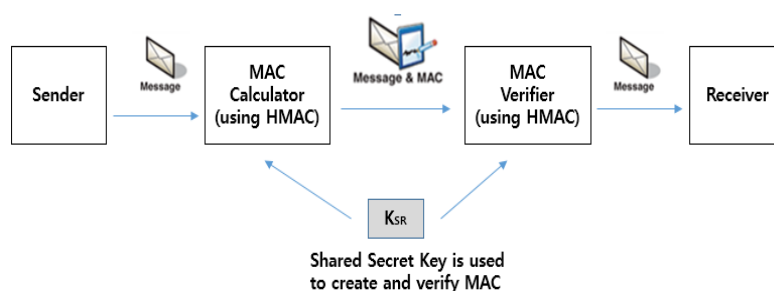 Sender
Message
MAC
Calculator
(using HMAC)
Message & MAC
MAC
Verifier
(using HMAC)
Message
Receiver
KSR
Shared Secret Key is used
to create and verify MAC